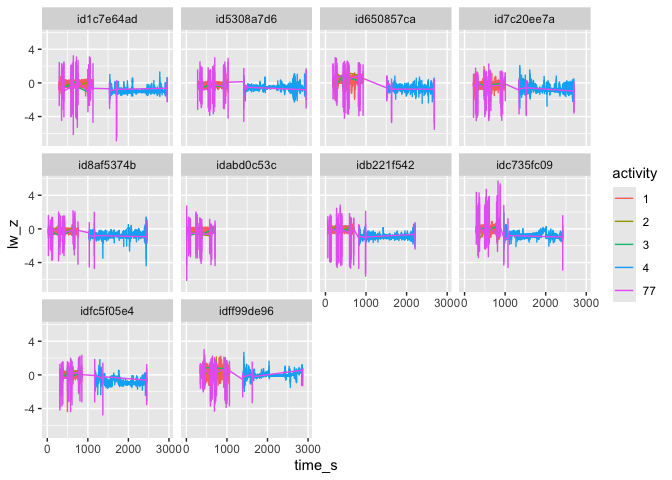 id1c7e64ad id5308a7d6 id650857ca id7c20ee7a
4
0
-4
id8af5374b idabd0c53c idb221f542 idc735fc09
4
0
-4
0 1000 2000 3000 0 1000 2000 3000
idfc5f05e4 idff99de96
4
0
-4
0 1000 2000 3000 0 1000 2000 3000
time_s
lw_z
activity
1
2
3
4
77